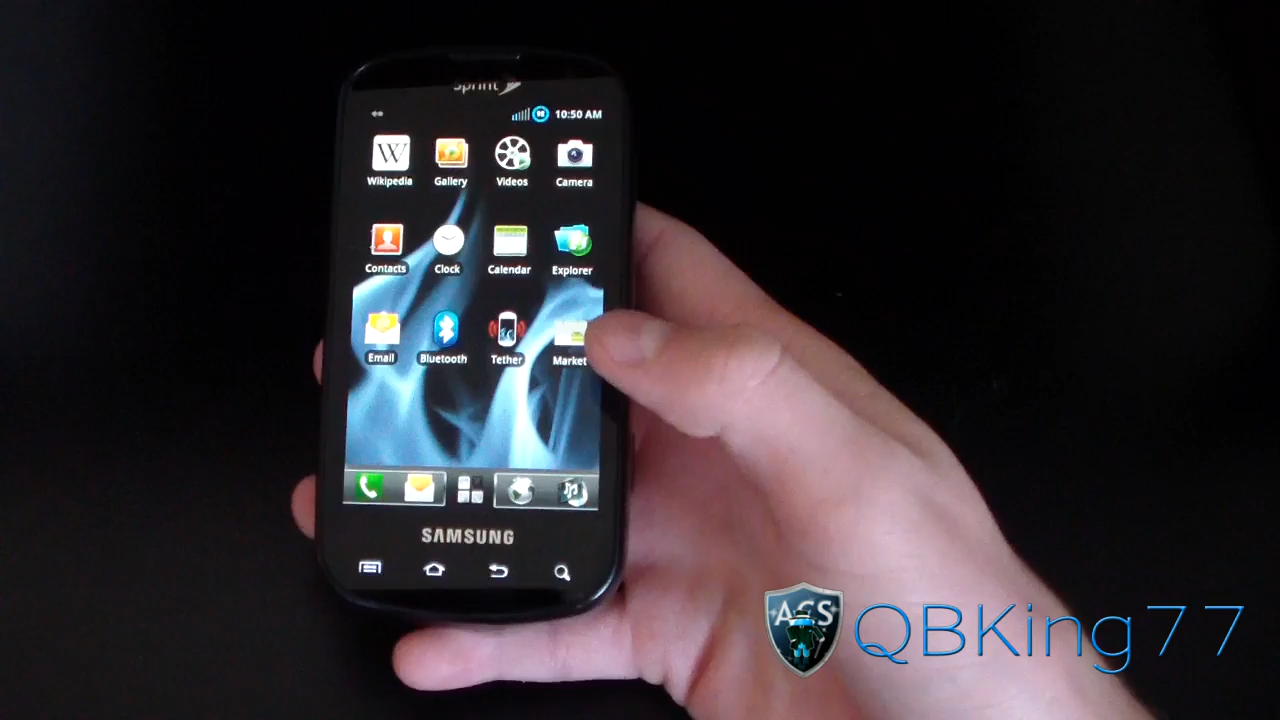 Sprint
10:50 AM
Wikipedia Gallery Videos Camera
Contacts Clock Calendar Explorer
Email Bluetooth Tether Market
SAMSUNG
ACS
QBKing77